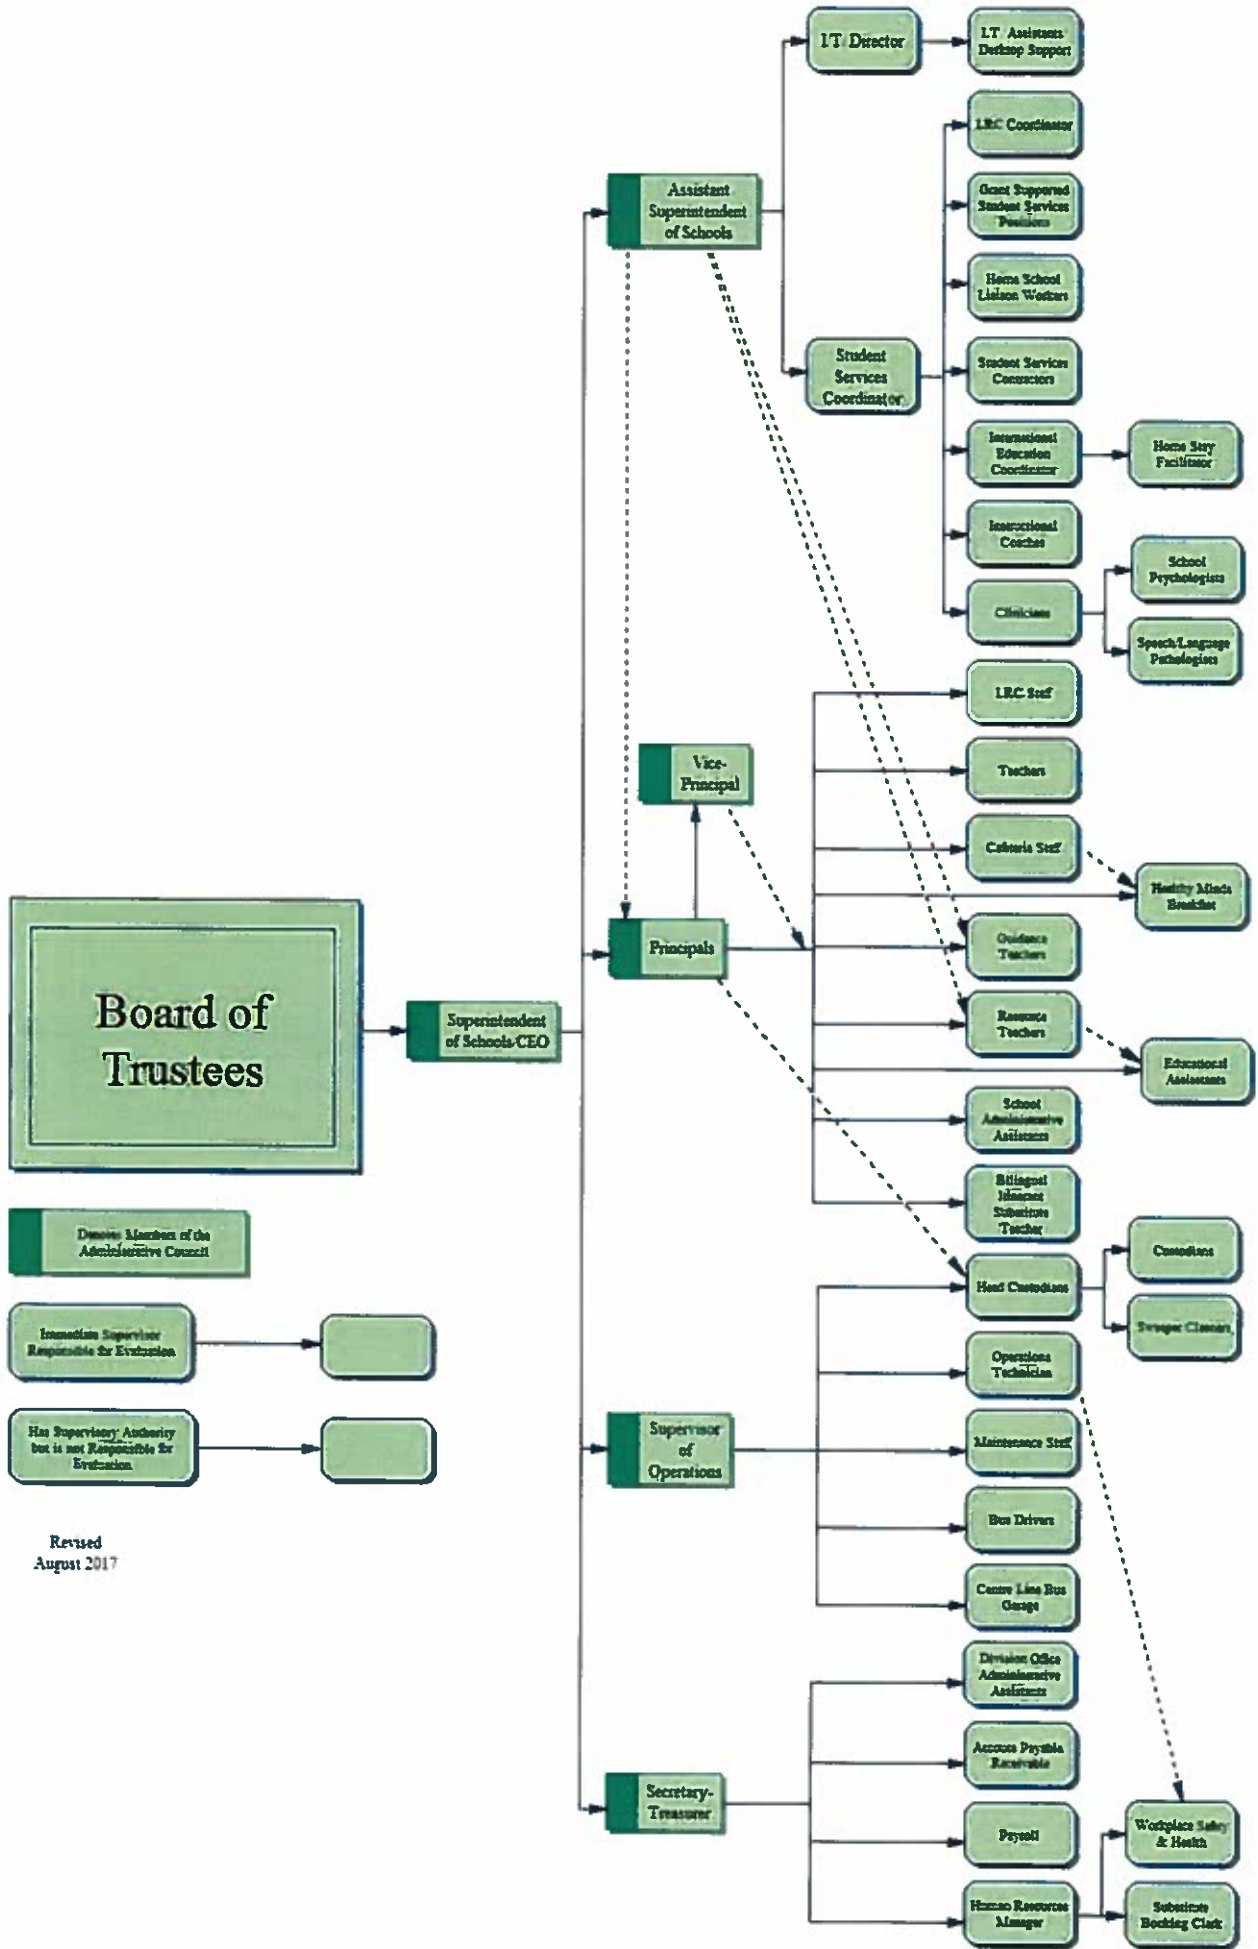 I.T. Director
I.T. Assistants
Desktop Support
LRC Coordinator
Grant Supported
Student Services
Positions
Assistant
Superintendent
of Schools
Home School
Liaison Workers
Student
Services
Coordinator
Student Services
Contractors
International
Education
Coordinator
Home Stay
Facilitator
Instructional
Coaches
School
Psychologists
Clinicians
Speech/Language
Pathologists
LRC Staff
Vice-
Principal
Teachers
Cafeteria Staff
Healthy Minds
Breakfast
Principals
Guidance
Teachers
Board of
Trustees
Superintendent
of Schools/CEO
Resource
Teachers
Educational
Assistants
School
Administrative
Assistants
Bilingual
Itinerant
Substitute
Teacher
Denotes Members of the
Administrative Council
Custodians
Head Custodians
Sweeper Cleaners
Immediate Supervisor
Responsible for Evaluation
Operations
Technician
Has Supervisory Authority
but is not Responsible for
Evaluation
Supervisor
of
Operations
Maintenance Staff
Bus Drivers
Revised
August 2017
Centre Line Bus
Garage
Division Office
Administrative
Assistants
Accounts Payable
Receivable
Secretary-
Treasurer
Payroll
Workplace Safety
& Health
Human Resources
Manager
Substitute
Booking Clerk